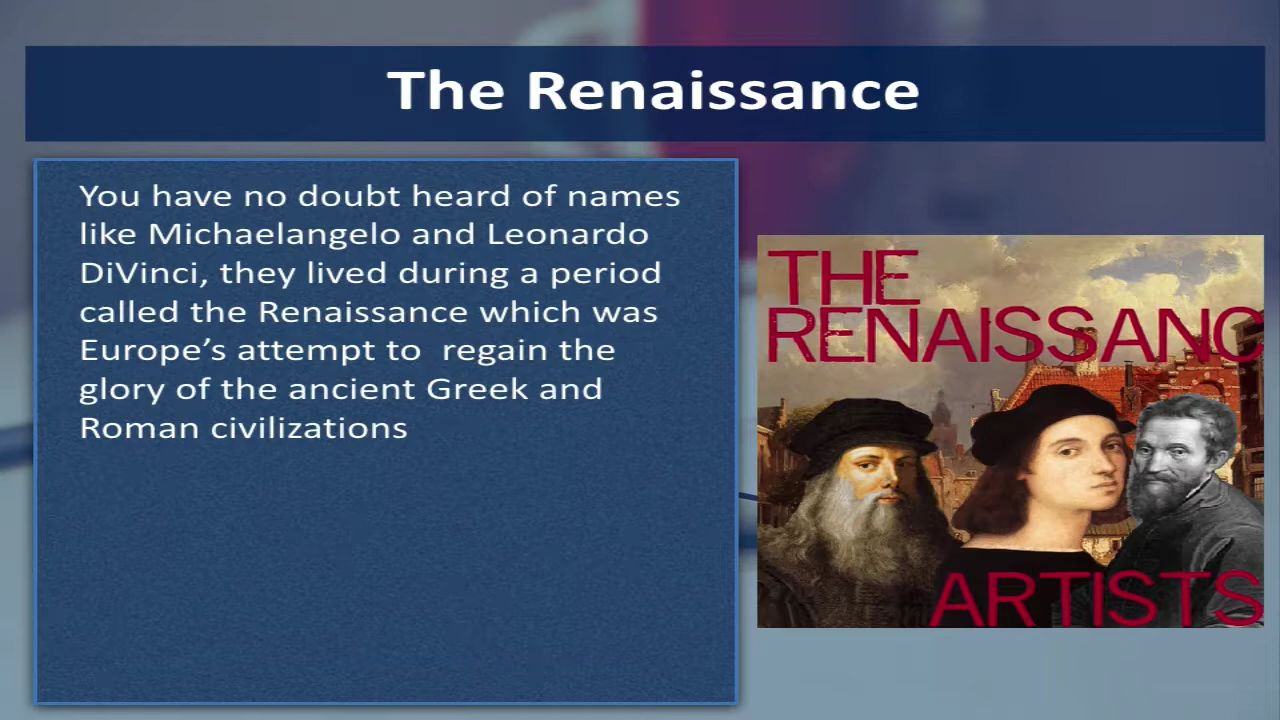 The Renaissance
You have no doubt heard of names
like Michaelangelo and Leonardo
DiVinci, they lived during a period
called the Renaissance which was
Europe’s attempt to  regain the
glory of the ancient Greek and
Roman civilizations
THE
RENAISSANC
ARTISTS